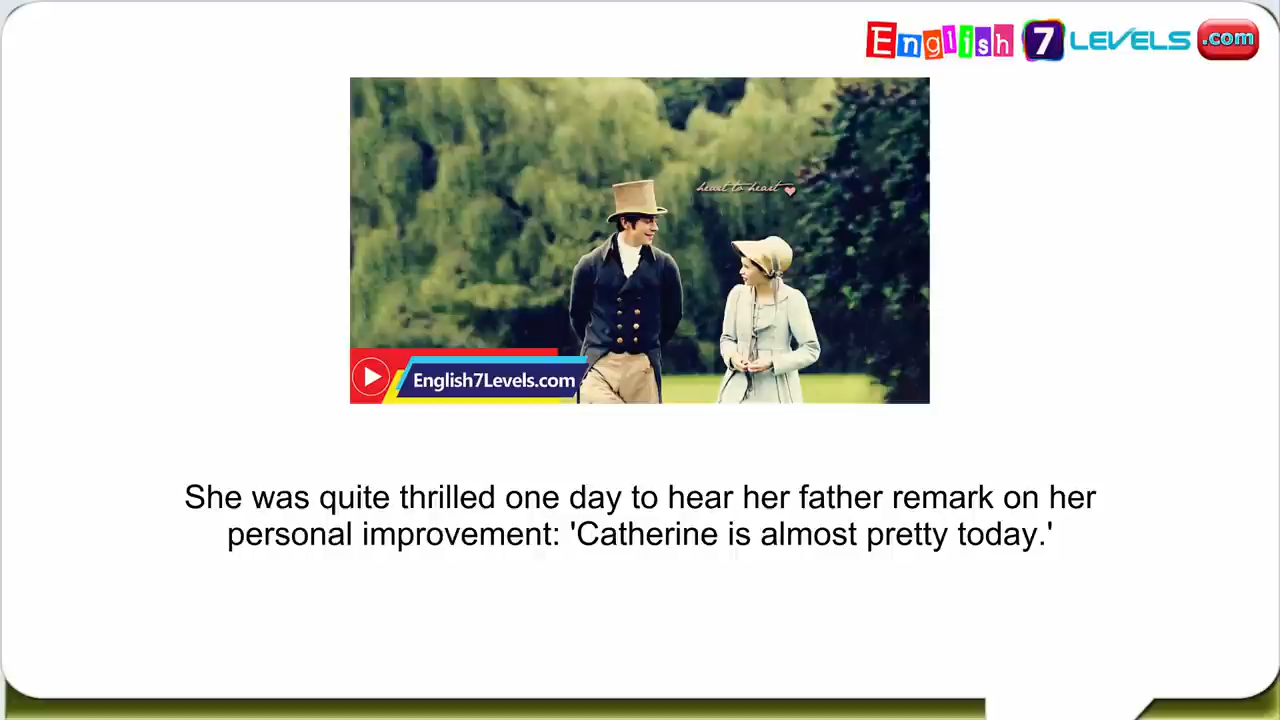 English 7 LEVELS .com
heart to heart
English7Levels.com
She was quite thrilled one day to hear her father remark on her
personal improvement: 'Catherine is almost pretty today.'